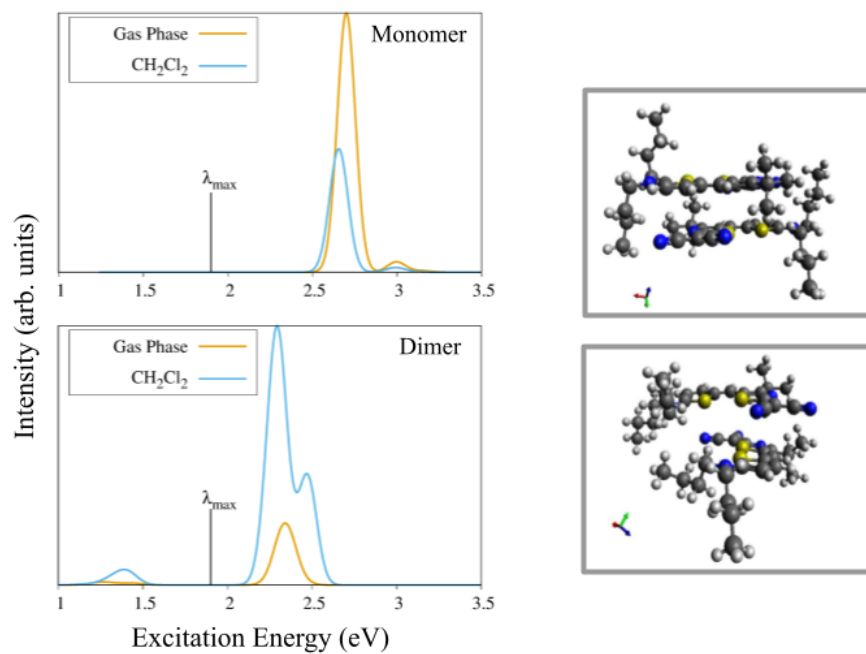 Gas Phase
CH₂Cl₂
Monomer
λmax
1 1.5 2 2.5 3 3.5
Gas Phase
CH₂Cl₂
Dimer
λmax
1 1.5 2 2.5 3 3.5
Intensity (arb. units)
Excitation Energy (eV)